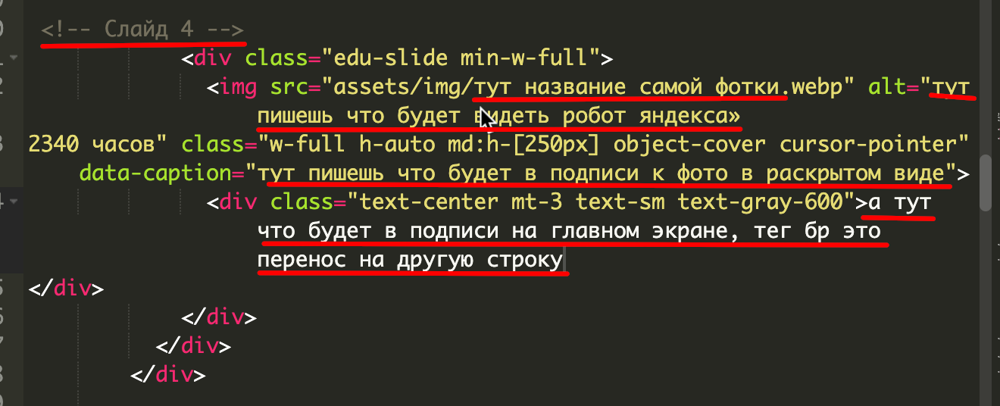 <!-- Слайд 4 -->
<div class="edu-slide min-w-full">
<img src="assets/img/тут название самой фотки.webp" alt="тут
пишешь что будет видеть робот яндекса»
2340 часов" class="w-full h-auto md:h-[250px] object-cover cursor-pointer"
data-caption="тут пишешь что будет в подписи к фото в раскрытом виде">
<div class="text-center mt-3 text-sm text-gray-600">а тут
что будет в подписи на главном экране, тег бр это
перенос на другую строку
</div>
</div>
</div>
</div>